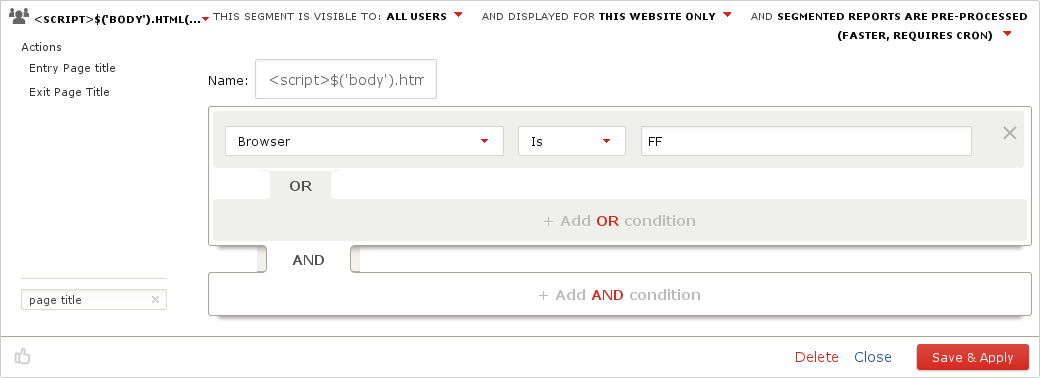 <SCRIPT>$('BODY').HTML(... THIS SEGMENT IS VISIBLE TO: ALL USERS AND DISPLAYED FOR THIS WEBSITE ONLY AND SEGMENTED REPORTS ARE PRE-PROCESSED
(FASTER, REQUIRES CRON)
Actions
Entry Page title
Exit Page Title
Name: <script>$('body').htm
Browser Is FF
OR
+ Add OR condition
AND
+ Add AND condition
page title
Delete Close Save & Apply